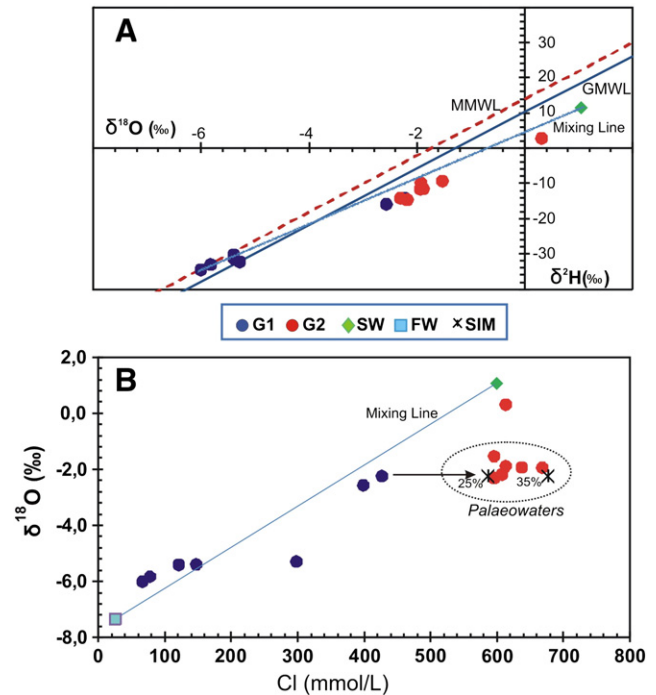 A
30
20
GMWL
MMWL
10
δ¹⁸O (‰)
Mixing Line
-6
-4
-2
-10
-20
-30
δ²H(‰)
G1 G2 SW FW SIM
B
2,0
0,0
-2,0
-4,0
-6,0
-8,0
δ ¹⁸O (‰)
Mixing Line
25%
35%
Palaeowaters
0 100 200 300 400 500 600 700 800
Cl (mmol/L)